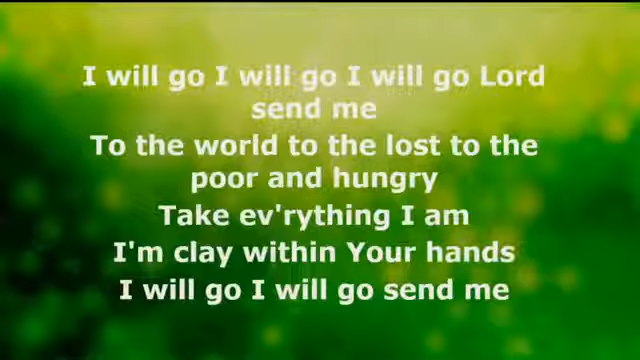 I will go I will go I will go Lord
send me
To the world to the lost to the
poor and hungry
Take ev'rything I am
I'm clay within Your hands
I will go I will go send me